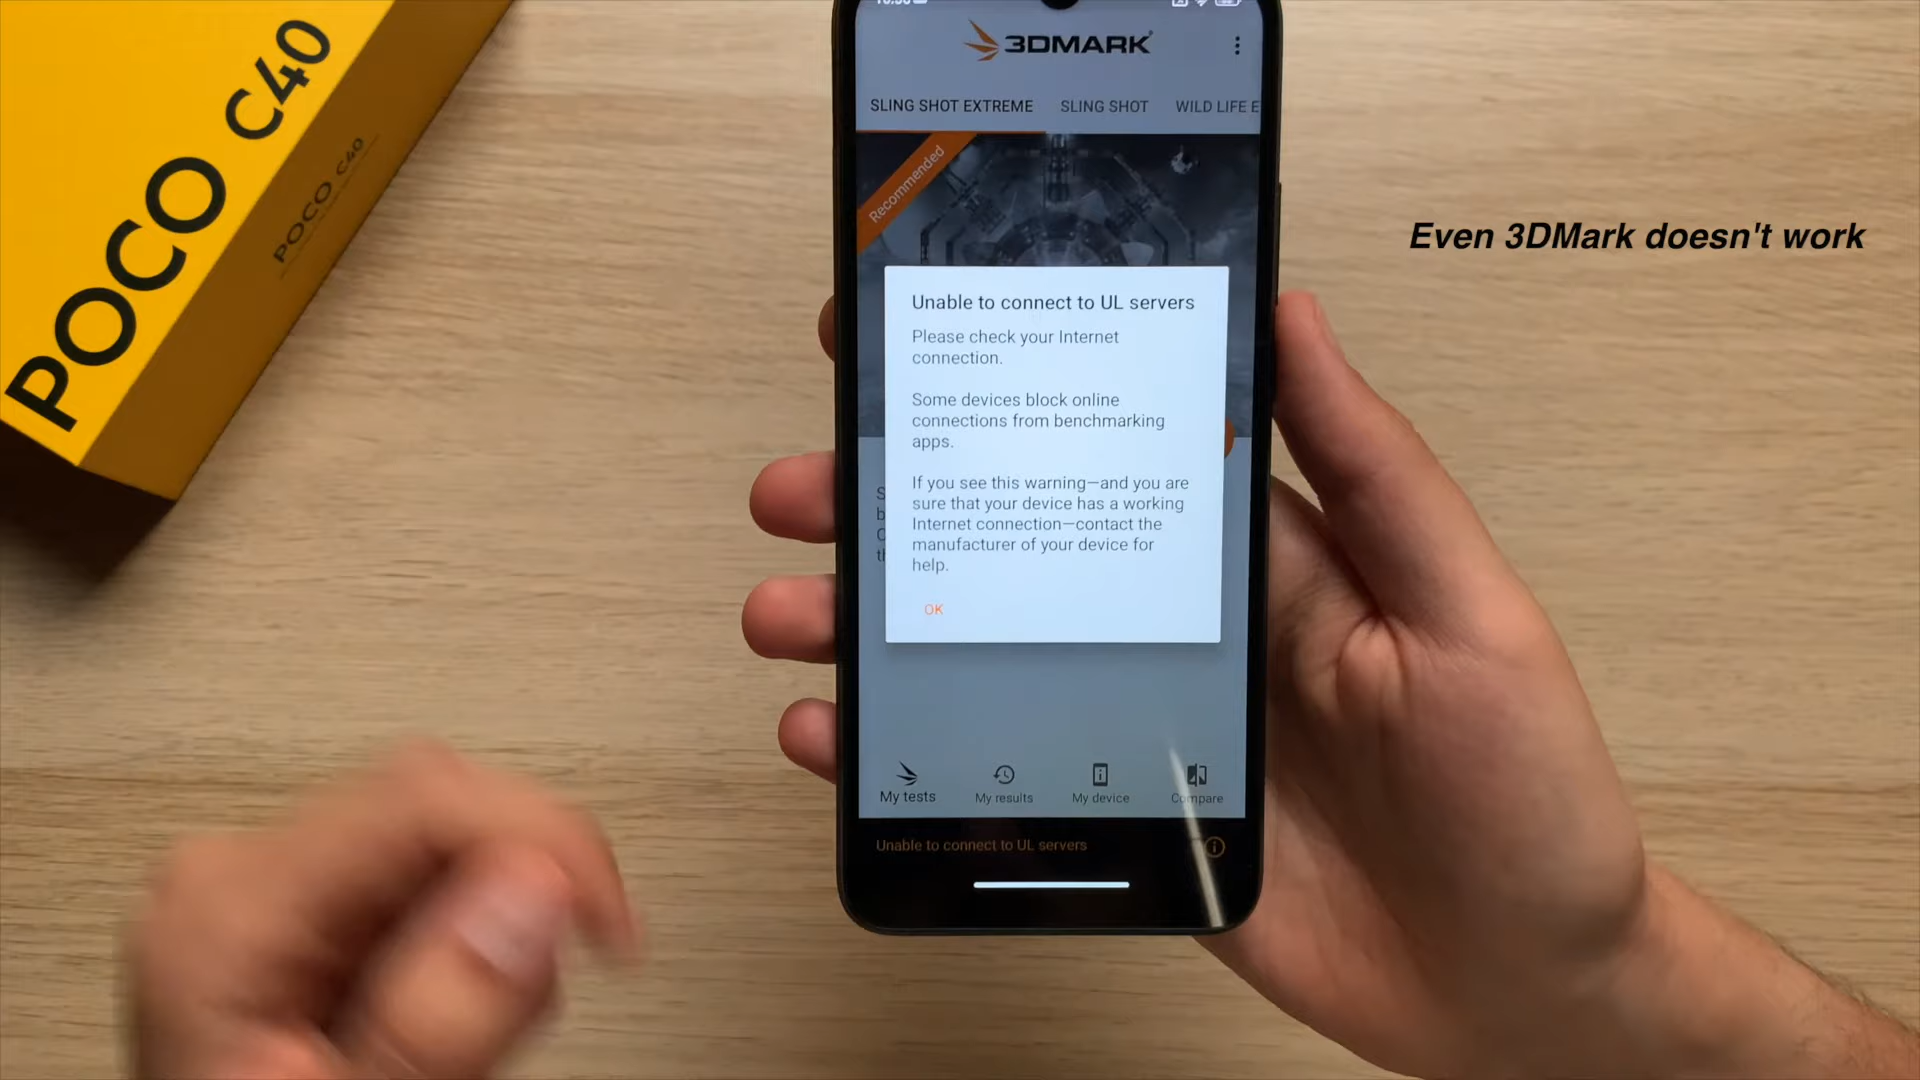 POCO C40
POCO C40
3DMARK
SLING SHOT EXTREME
SLING SHOT
WILD LIFE E
Recommended
Even 3DMark doesn't work
Unable to connect to UL servers
Please check your Internet
connection.
Some devices block online
connections from benchmarking
apps.
If you see this warning—and you are
sure that your device has a working
Internet connection—contact the
manufacturer of your device for
help.
OK
My tests
My results
My device
Compare
Unable to connect to UL servers